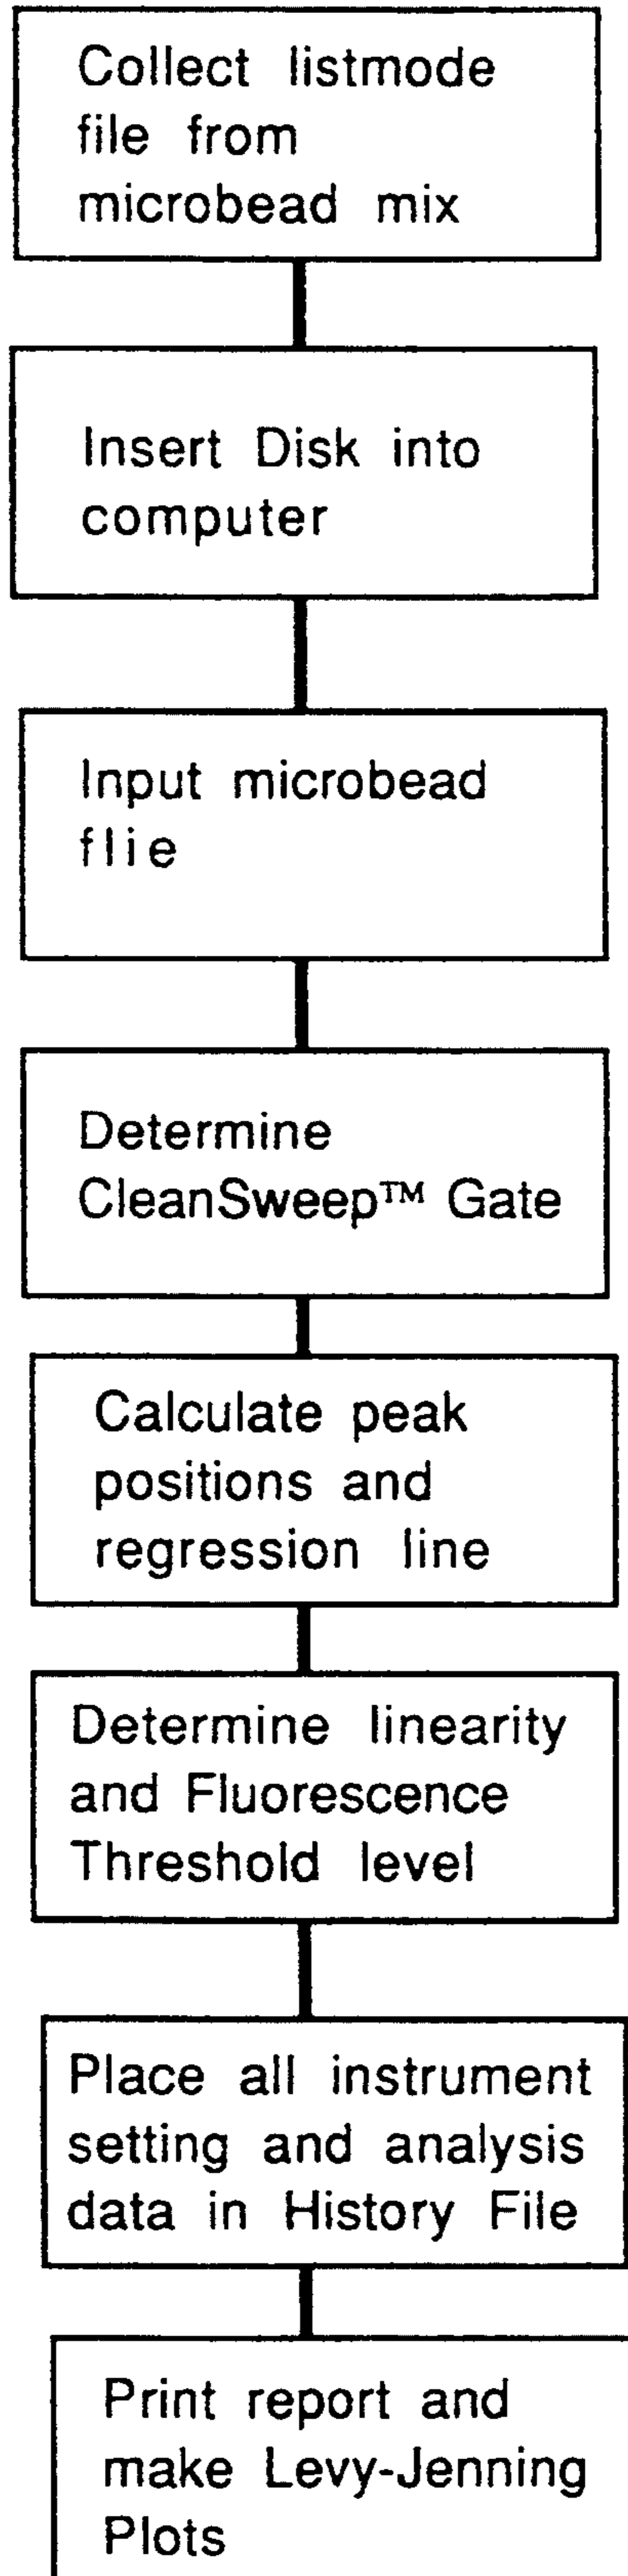 Collect listmode
file from
microbead mix
Insert Disk into
computer
Input microbead
flie
Determine
CleanSweep™ Gate
Calculate peak
positions and
regression line
Determine linearity
and Fluorescence
Threshold level
Place all instrument
setting and analysis
data in History File
Print report and
make Levy-Jenning
Plots